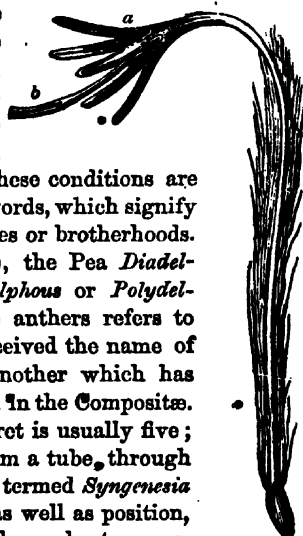 a
b
hese conditions are
ords, which signify
es or brotherhoods.
, the Pea Diadel-
lphous or Polydel-
anthers refers to
ceived the name of
nother which has
In the Compositæ.
ret is usually five;
m a tube, through
termed Syngenesia
as well as position,